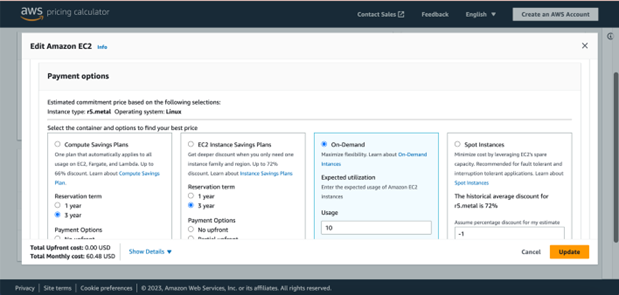 aws pricing calculator
Contact Sales
Feedback
English
Create an AWS Account
Edit Amazon EC2 Info
Payment options
Estimated commitment price based on the following selections:
Instance type: r5.metal Operating system: Linux
Select the container and options to find your best price
Compute Savings Plans
One plan that automatically applies to all
usage on EC2, Fargate, and Lambda. Up to
66% discount. Learn about Compute Savings
Plan.
Reservation term
1 year
3 year
Payment Options
No upfront
EC2 Instance Savings Plans
Get deeper discount when you only need one
instance family and region. Up to 72%
discount. Learn about Instance Savings Plans
Reservation term
1 year
3 year
Payment Options
No upfront
Partial upfront
On-Demand
Maximize flexibility. Learn about On-Demand
Intances
Expected utilization
Enter the expected usage of Amazon EC2
Instances
Usage
10
Spot Instances
Minimize cost by leveraging EC2's spare
capacity. Recommended for fault tolerant and
interruption tolerant applications. Learn about
Spot Instances
The historical average discount for
r5.metal is 72%
Assume percentage discount for my estimate
-1
Total Upfront cost: 0.00 USD
Total Monthly cost: 60.48 USD
Show Details
Cancel
Update
Privacy | Site terms | Cookie preferences | © 2023, Amazon Web Services, Inc. or its affiliates. All rights reserved.